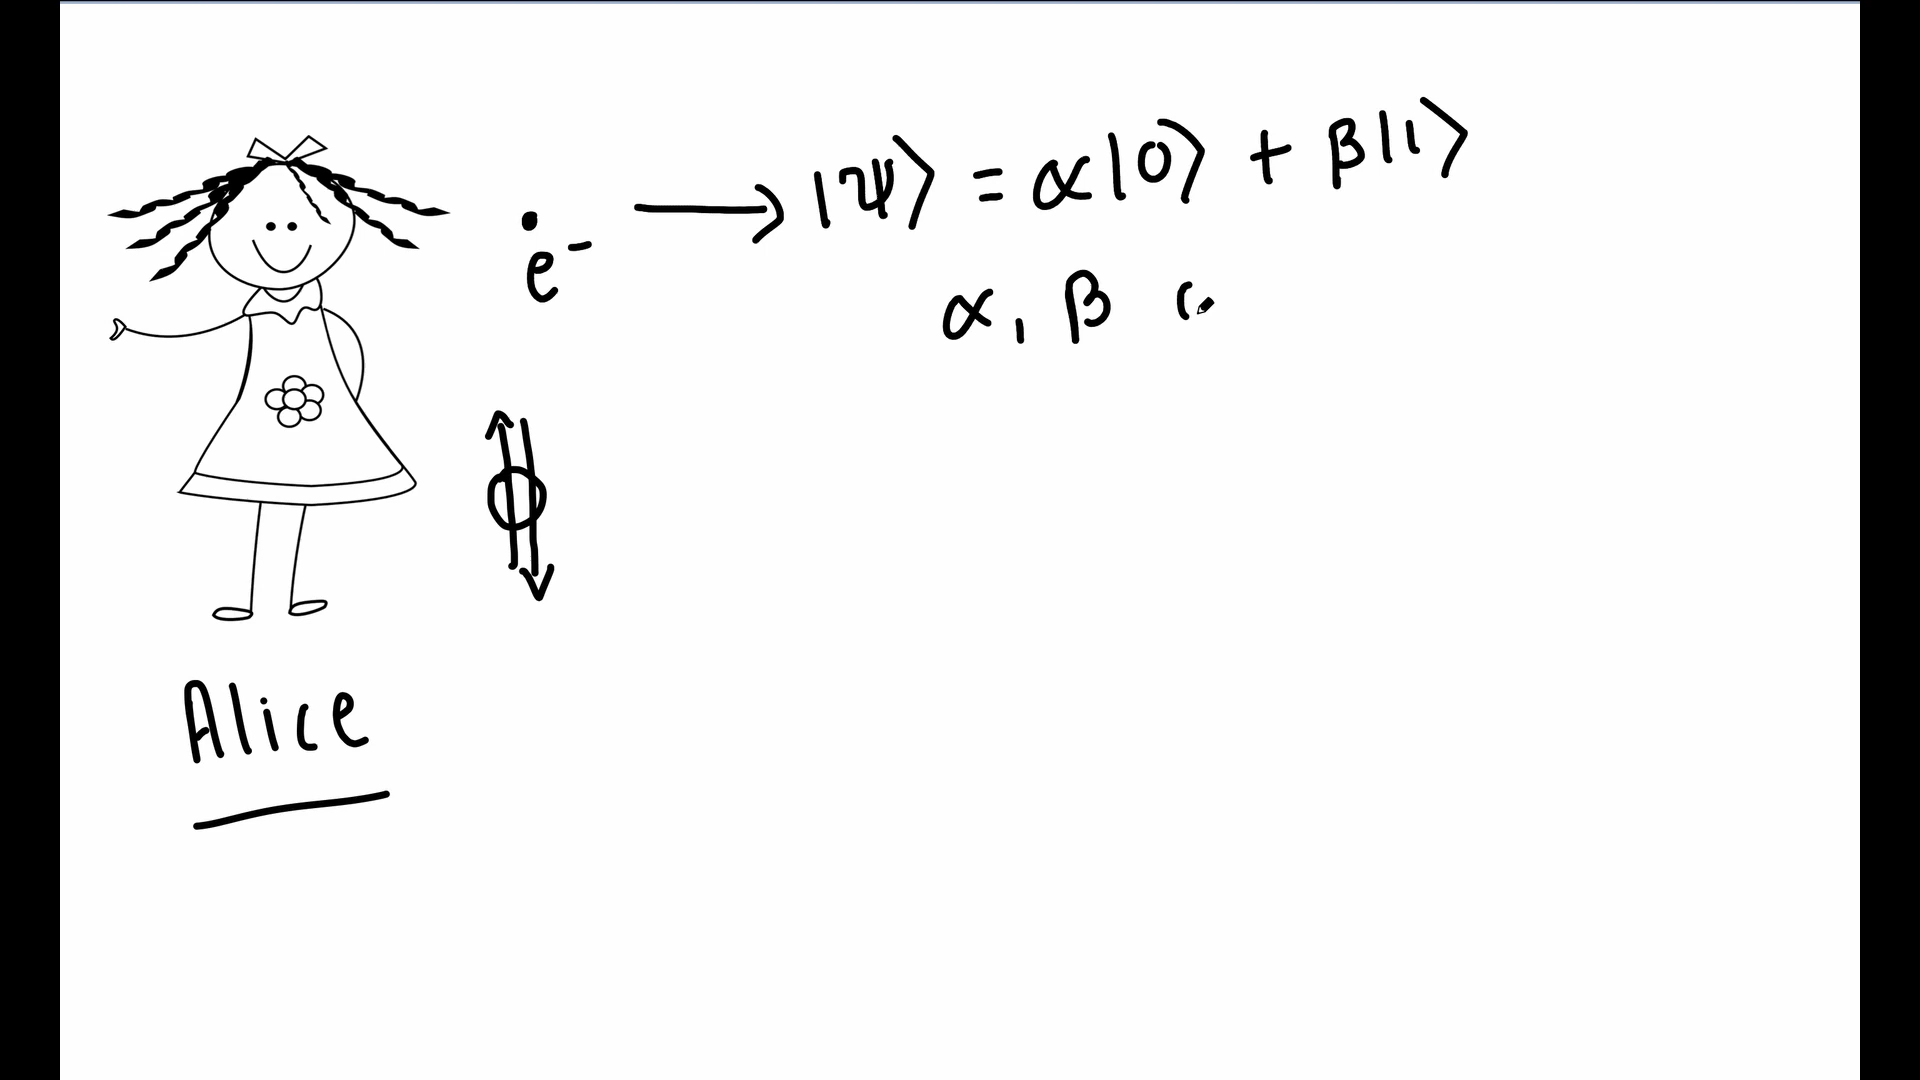 e⁻ → |ψ⟩ = α|0⟩ + β|1⟩
α, β
Alice